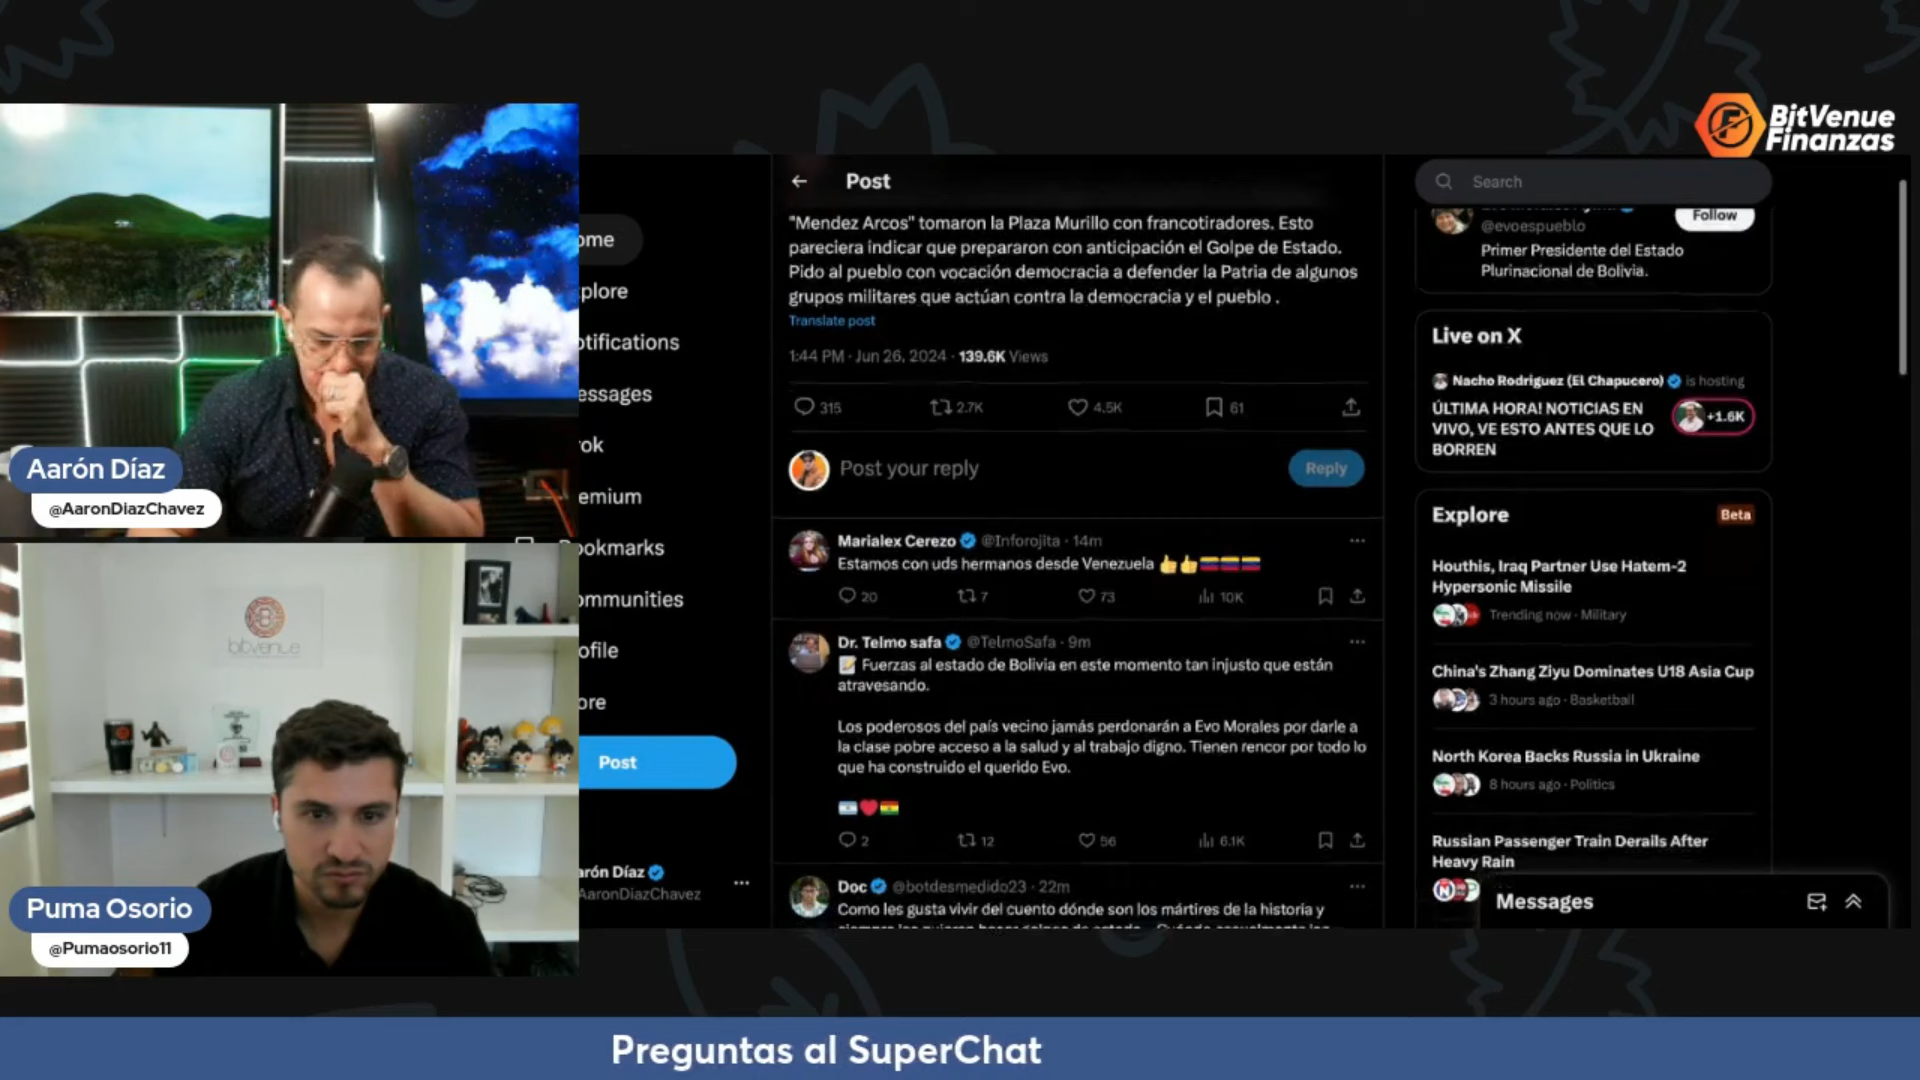 BitVenue
Finanzas
Aarón Díaz
@AaronDiazChavez
bitvenue
Puma Osorio
@Pumaosorio11
ome
plore
otifications
essages
ok
emium
ookmarks
ommunities
ofile
ore
Post
arón Díaz
AaronDiazChavez
Post
"Mendez Arcos" tomaron la Plaza Murillo con francotiradores. Esto
pareciera indicar que prepararon con anticipación el Golpe de Estado.
Pido al pueblo con vocación democracia a defender la Patria de algunos
grupos militares que actúan contra la democracia y el pueblo .
Translate post
1:44 PM · Jun 26, 2024 · 139.6K Views
315 2.7K 4.5K 61
Post your reply
Reply
Marialex Cerezo @Inforojita · 14m
Estamos con uds hermanos desde Venezuela 👍👍🇻🇪🇻🇪🇻🇪
20 7 73 10K
Dr. Telmo safa @TelmoSafa · 9m
📝 Fuerzas al estado de Bolivia en este momento tan injusto que están
atravesando.
Los poderosos del país vecino jamás perdonarán a Evo Morales por darle a
la clase pobre acceso a la salud y al trabajo digno. Tienen rencor por todo lo
que ha construido el querido Evo.
🇦🇷❤️🇧🇴
2 12 56 6.1K
Doc @botdesmedido23 · 22m
Como les gusta vivir del cuento dónde son los mártires de la historia y
Search
@evoespueblo
Follow
Primer Presidente del Estado
Plurinacional de Bolivia.
Live on X
Nacho Rodriguez (El Chapucero) is hosting
ÚLTIMA HORA! NOTICIAS EN
VIVO, VE ESTO ANTES QUE LO
BORREN
+1.6K
Explore
Beta
Houthis, Iraq Partner Use Hatem-2
Hypersonic Missile
Trending now · Military
China's Zhang Ziyu Dominates U18 Asia Cup
3 hours ago · Basketball
North Korea Backs Russia in Ukraine
8 hours ago · Politics
Russian Passenger Train Derails After
Heavy Rain
Messages
Preguntas al SuperChat